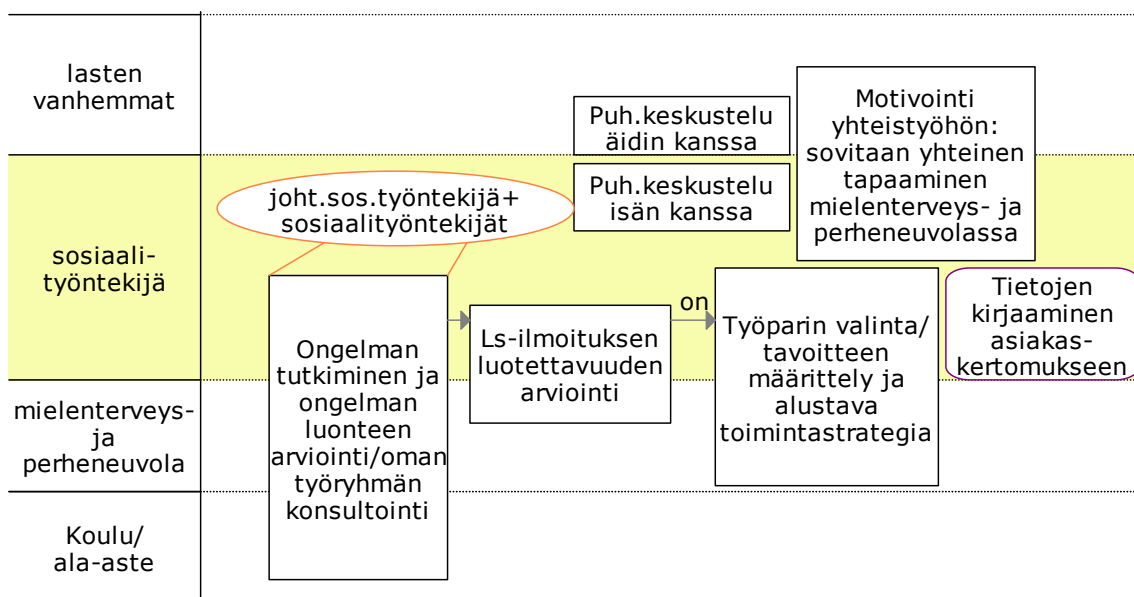 lasten
vanhemmat
sosiaali-
työntekijä
mielenterveys-
ja
perheneuvola
Koulu/
ala-aste
joht.sos.työntekijä+
sosiaalityöntekijät
Puh.keskustelu
äidin kanssa
Puh.keskustelu
isän kanssa
Motivointi
yhteistyöhön:
sovitaan yhteinen
tapaaminen
mielenterveys- ja
perheneuvolassa
Ongelman
tutkiminen ja
ongelman
luonteen
arviointi/oman
työryhmän
konsultointi
Ls-ilmoituksen
luotettavuuden
arviointi
on
Työparin valinta/
tavoitteen
määrittely ja
alustava
toimintastrategia
Tietojen
kirjaaminen
asiakas-
kertomukseen